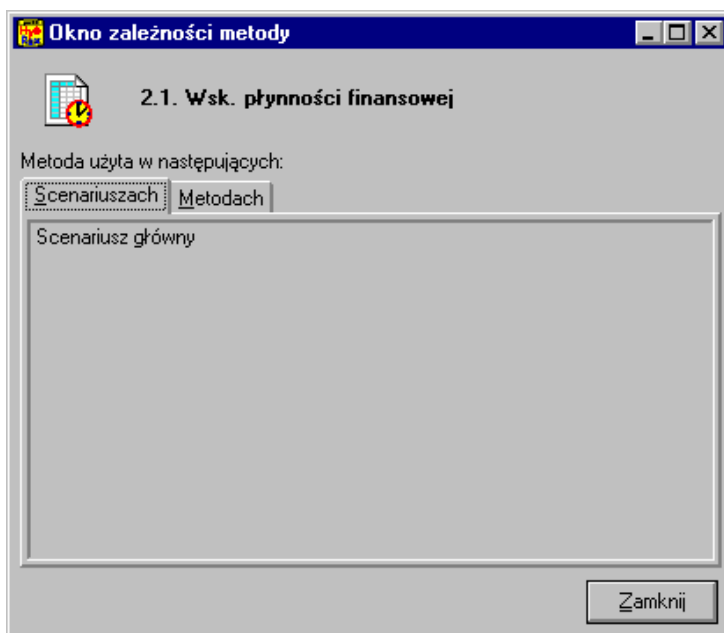 Okno zależności metody
2.1. Wsk. płynności finansowej
Metoda użyta w następujących:
Scenariuszach Metodach
Scenariusz główny
Zamknij